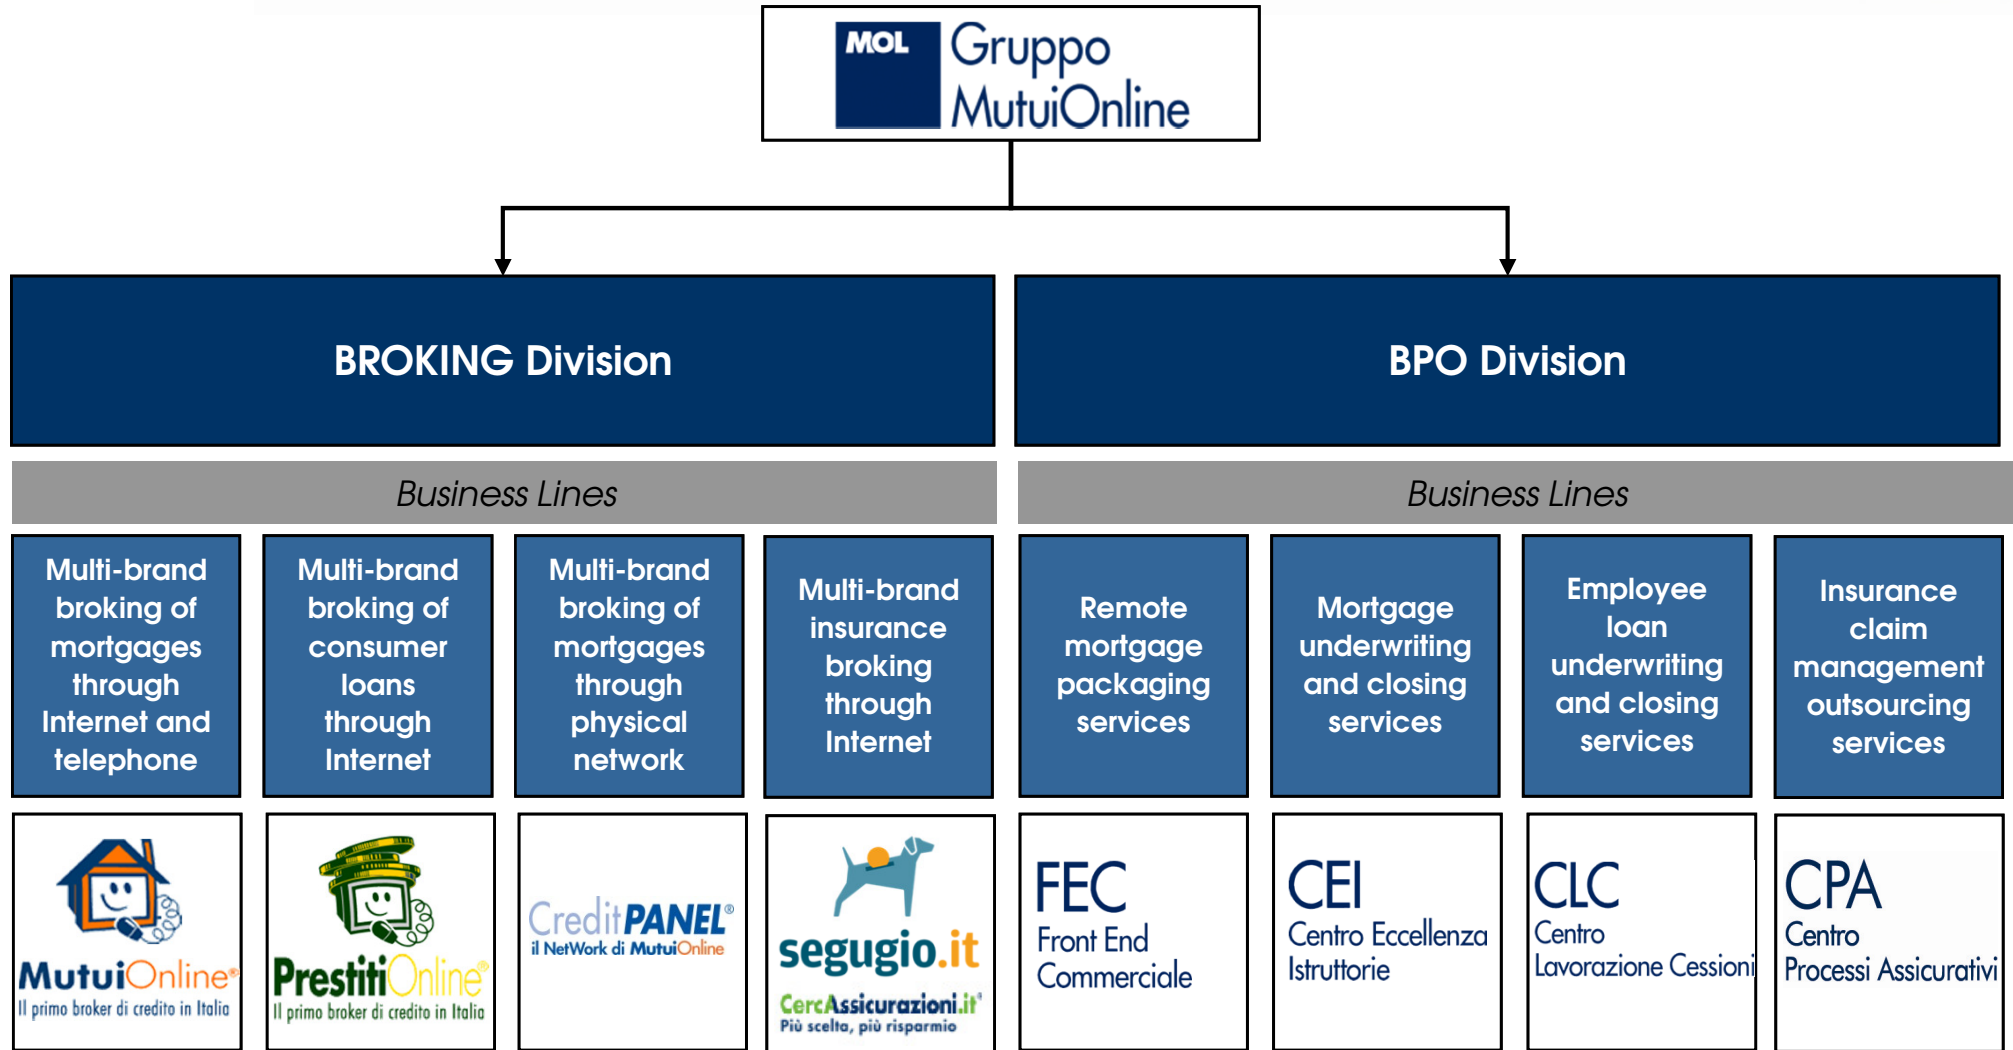 MOL
Gruppo
MutuiOnline
BROKING Division
BPO Division
Business Lines
Business Lines
Multi-brand
broking of
mortgages
through
Internet and
telephone
Multi-brand
broking of
consumer
loans
through
Internet
Multi-brand
broking of
mortgages
through
physical
network
Multi-brand
insurance
broking
through
Internet
Remote
mortgage
packaging
services
Mortgage
underwriting
and closing
services
Employee
loan
underwriting
and closing
services
Insurance
claim
management
outsourcing
services
MutuiOnline®
Il primo broker di credito in Italia
PrestitiOnline®
Il primo broker di credito in Italia
CreditPANEL®
il NetWork di MutuiOnline
segugio.it
CercAssicurazioni.it®
Più scelta, più risparmio
FEC
Front End
Commerciale
CEI
Centro Eccellenza
Istruttorie
CLC
Centro
Lavorazione Cessioni
CPA
Centro
Processi Assicurativi